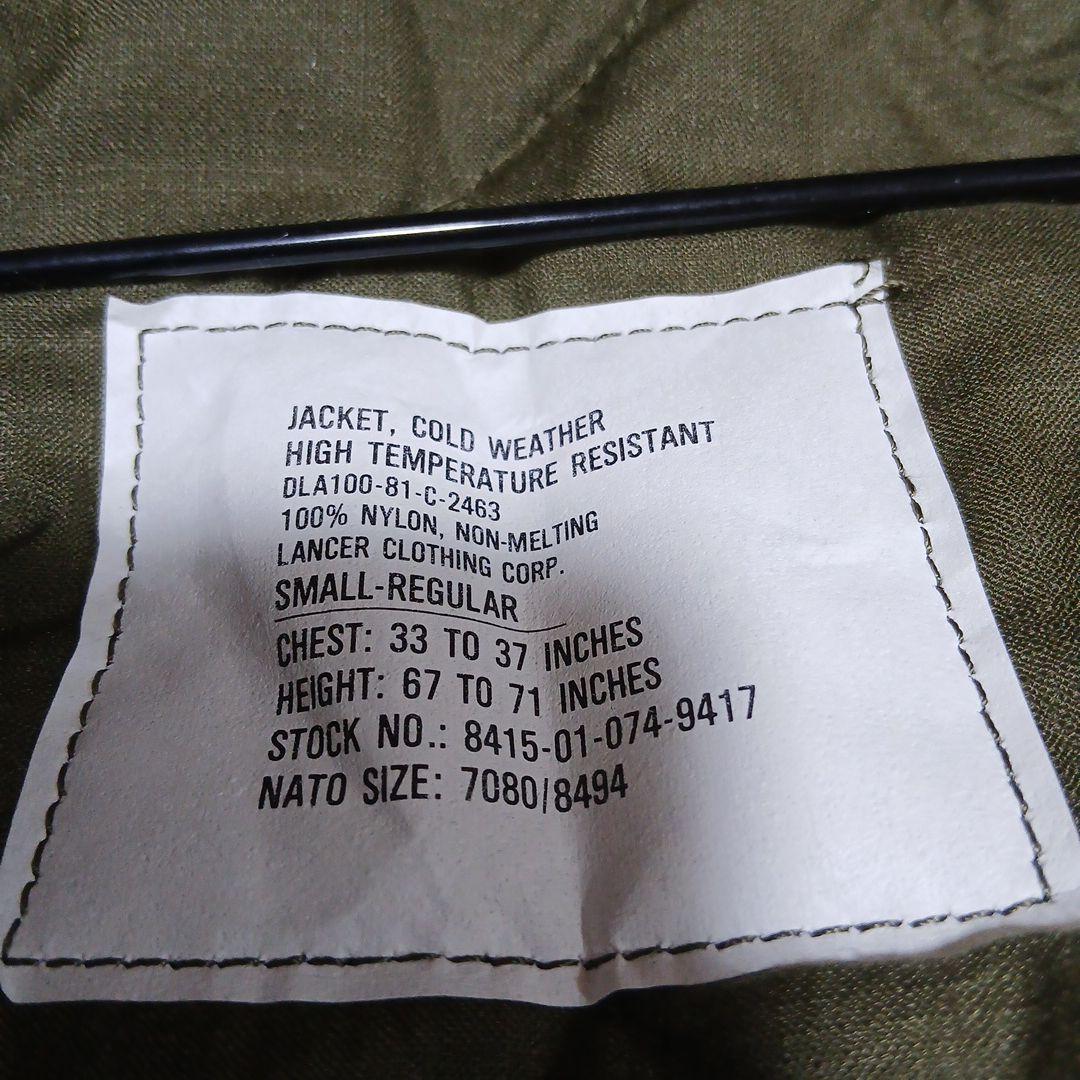 JACKET, COLD WEATHER
HIGH TEMPERATURE RESISTANT
DLA100-81-C-2463
100% NYLON, NON-MELTING
LANCER CLOTHING CORP.
SMALL-REGULAR
CHEST: 33 TO 37 INCHES
HEIGHT: 67 TO 71 INCHES
STOCK NO.: 8415-01-074-9417
NATO SIZE: 7080/8494